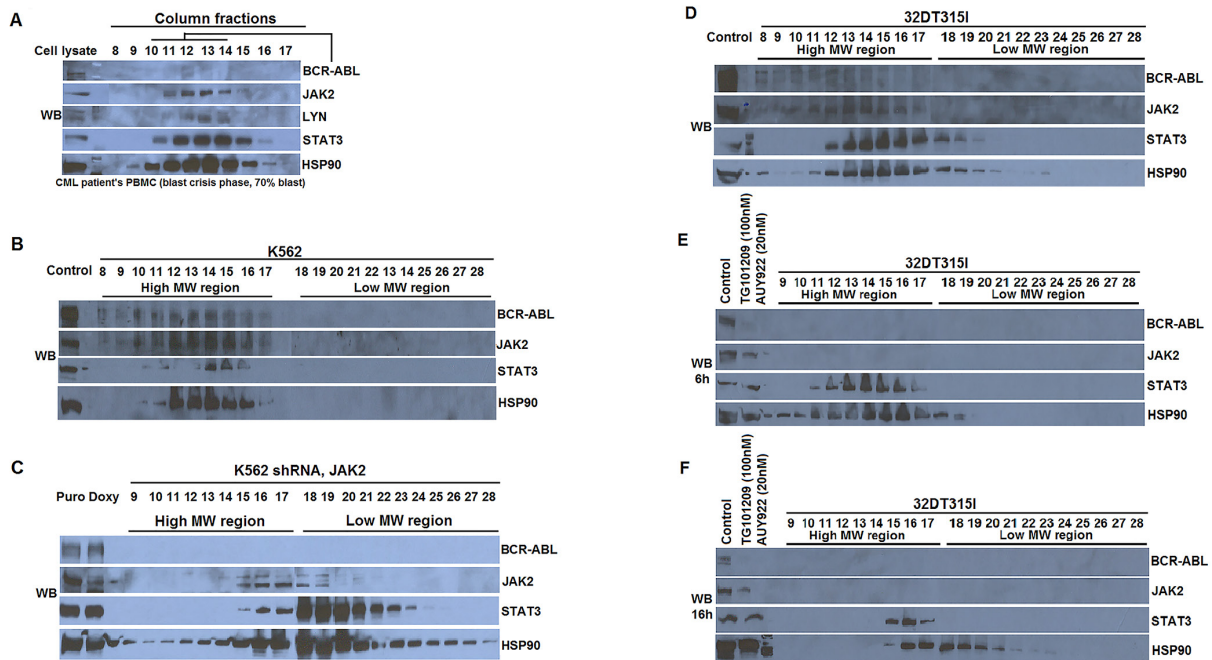 A
Column fractions
Cell lysate 8 9 10 11 12 13 14 15 16 17
BCR-ABL
JAK2
WB
LYN
STAT3
HSP90
CML patient's PBMC (blast crisis phase, 70% blast)
B
K562
Control 8 9 10 11 12 13 14 15 16 17 18 19 20 21 22 13 14 25 26 27 28
High MW region Low MW region
BCR-ABL
JAK2
WB
STAT3
HSP90
C
K562 shRNA, JAK2
Puro Doxy 9 10 11 12 13 14 15 16 17 18 19 20 21 22 23 24 25 26 27 28
High MW region Low MW region
BCR-ABL
JAK2
WB
STAT3
HSP90
D
32DT315I
Control 8 9 10 11 12 13 14 15 16 17 18 19 20 21 22 23 24 25 26 27 28
High MW region Low MW region
BCR-ABL
JAK2
WB
STAT3
HSP90
E
32DT315I
Control
TG101209 (100nM)
AUY922 (20nM)
9 10 11 12 13 14 15 16 17 18 19 20 21 22 23 24 25 26 27 28
High MW region Low MW region
BCR-ABL
JAK2
WB
6h
STAT3
HSP90
F
32DT315I
Control
TG101209 (100nM)
AUY922 (20nM)
9 10 11 12 13 14 15 16 17 18 19 20 21 22 23 24 25 26 27 28
High MW region Low MW region
BCR-ABL
JAK2
WB
16h
STAT3
HSP90